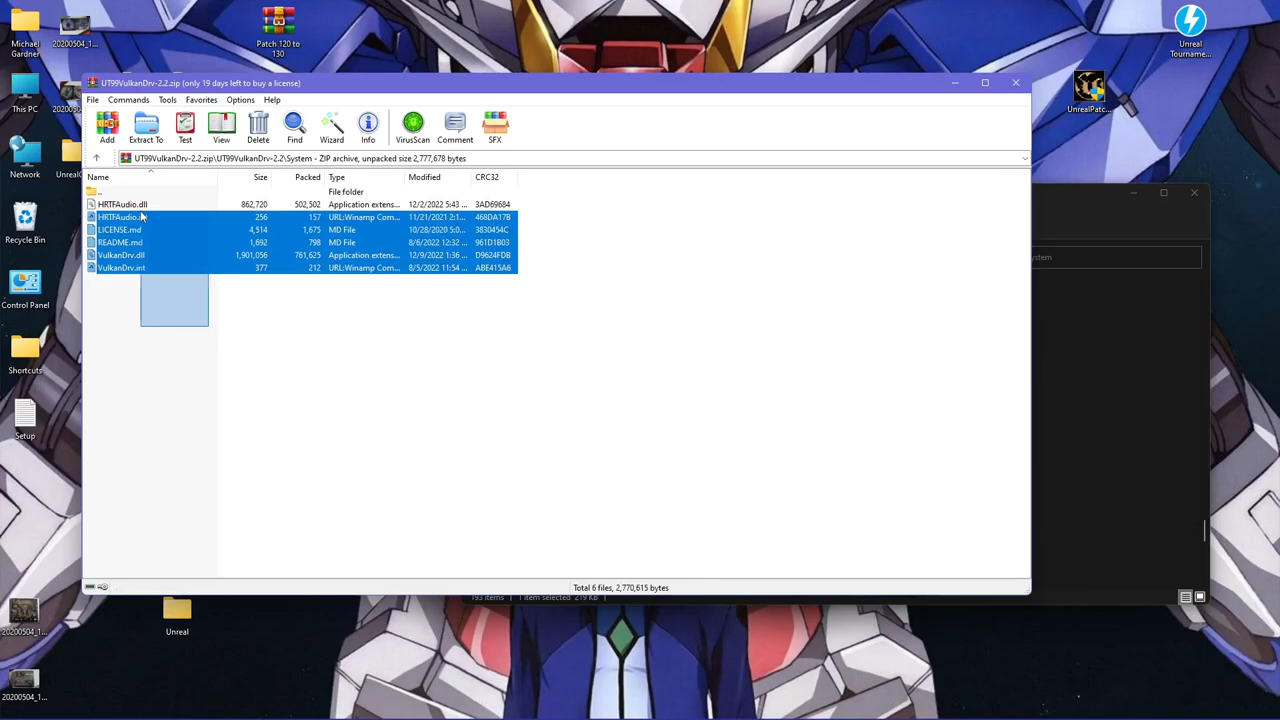 Michael
Gardner
20200504_1...
Patch 120 to
130
Unreal
Tourname...
UT99VulkanDrv-2.2.zip (only 19 days left to buy a license)
File Commands Tools Favorites Options Help
This PC
UnrealPatc...
Add Extract To Test View Delete Find Wizard Info VirusScan Comment SFX
UT99VulkanDrv-2.2.zip\UT99VulkanDrv-2.2\System - ZIP archive, unpacked size 2,777,678 bytes
Network
Name Size Packed Type Modified CRC32
.. File folder
HRTFAudio.dll 862,720 502,502 Application extens... 12/2/2022 5:43 ... 3AD69684
256 157 URL:Winamp Com... 11/21/2021 2:1... 468DA17B
LICENSE.md 4,514 1,675 MD File 10/28/2020 5:0... 3830454C
README.md 1,692 798 MD File 8/6/2022 12:32 ... 961D1B03
VulkanDrv.dll 1,901,056 761,625 Application extens... 12/9/2022 1:36 ... D9624FDB
VulkanDrv.int 377 212 URL:Winamp Com... 8/5/2022 11:54 ... ABE415A6
Recycle Bin
Control Panel
Shortcuts
Setup
Total 6 files, 2,770,615 bytes
193 items 1 item selected 219 KB
20200504_1...
Unreal
20200504_1...